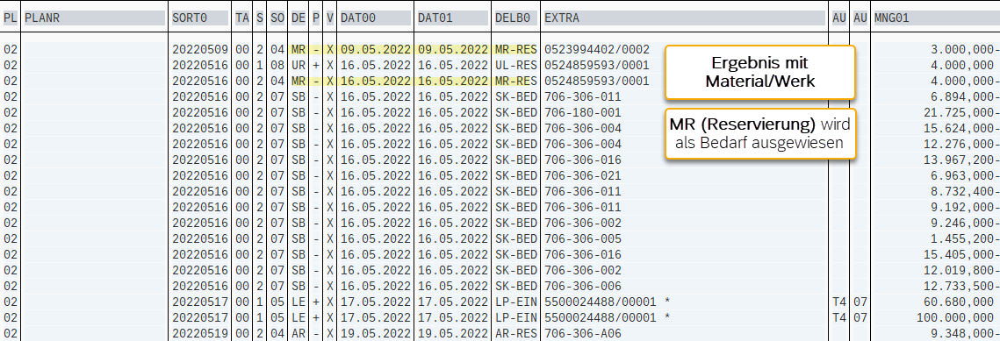 PL PLANR SORT0 TA S SO DE P V DAT00 DAT01 DELB0 EXTRA AU AU MNG01
02 20220509 00 2 04 MR - X 09.05.2022 09.05.2022 MR-RES 0523994402/0002 3.000,000-
02 20220516 00 1 08 UR + X 16.05.2022 16.05.2022 UL-RES 0524859593/0001 4.000,000
02 20220516 00 2 04 MR - X 16.05.2022 16.05.2022 MR-RES 0524859593/0001 4.000,000-
02 20220516 00 2 07 SB - X 16.05.2022 16.05.2022 SK-BED 706-306-011 6.894,000-
02 20220516 00 2 07 SB - X 16.05.2022 16.05.2022 SK-BED 706-180-001 21.725,000-
02 20220516 00 2 07 SB - X 16.05.2022 16.05.2022 SK-BED 706-306-004 15.624,000-
02 20220516 00 2 07 SB - X 16.05.2022 16.05.2022 SK-BED 706-306-004 12.276,000-
02 20220516 00 2 07 SB - X 16.05.2022 16.05.2022 SK-BED 706-306-016 13.967,200-
02 20220516 00 2 07 SB - X 16.05.2022 16.05.2022 SK-BED 706-306-021 6.963,000-
02 20220516 00 2 07 SB - X 16.05.2022 16.05.2022 SK-BED 706-306-011 8.732,400-
02 20220516 00 2 07 SB - X 16.05.2022 16.05.2022 SK-BED 706-306-011 9.192,000-
02 20220516 00 2 07 SB - X 16.05.2022 16.05.2022 SK-BED 706-306-002 9.246,000-
02 20220516 00 2 07 SB - X 16.05.2022 16.05.2022 SK-BED 706-306-005 1.455,200-
02 20220516 00 2 07 SB - X 16.05.2022 16.05.2022 SK-BED 706-306-016 15.405,000-
02 20220516 00 2 07 SB - X 16.05.2022 16.05.2022 SK-BED 706-306-002 12.019,800-
02 20220516 00 2 07 SB - X 16.05.2022 16.05.2022 SK-BED 706-306-006 12.733,500-
02 20220517 00 1 05 LE + X 17.05.2022 17.05.2022 LP-EIN 5500024488/00001 * T4 07 60.680,000
02 20220517 00 1 05 LE + X 17.05.2022 17.05.2022 LP-EIN 5500024488/00001 * T4 07 100.000,000
02 20220519 00 2 04 AR - X 19.05.2022 19.05.2022 AR-RES 706-306-A06 9.348,000-
Ergebnis mit
Material/Werk
MR (Reservierung) wird
als Bedarf ausgewiesen